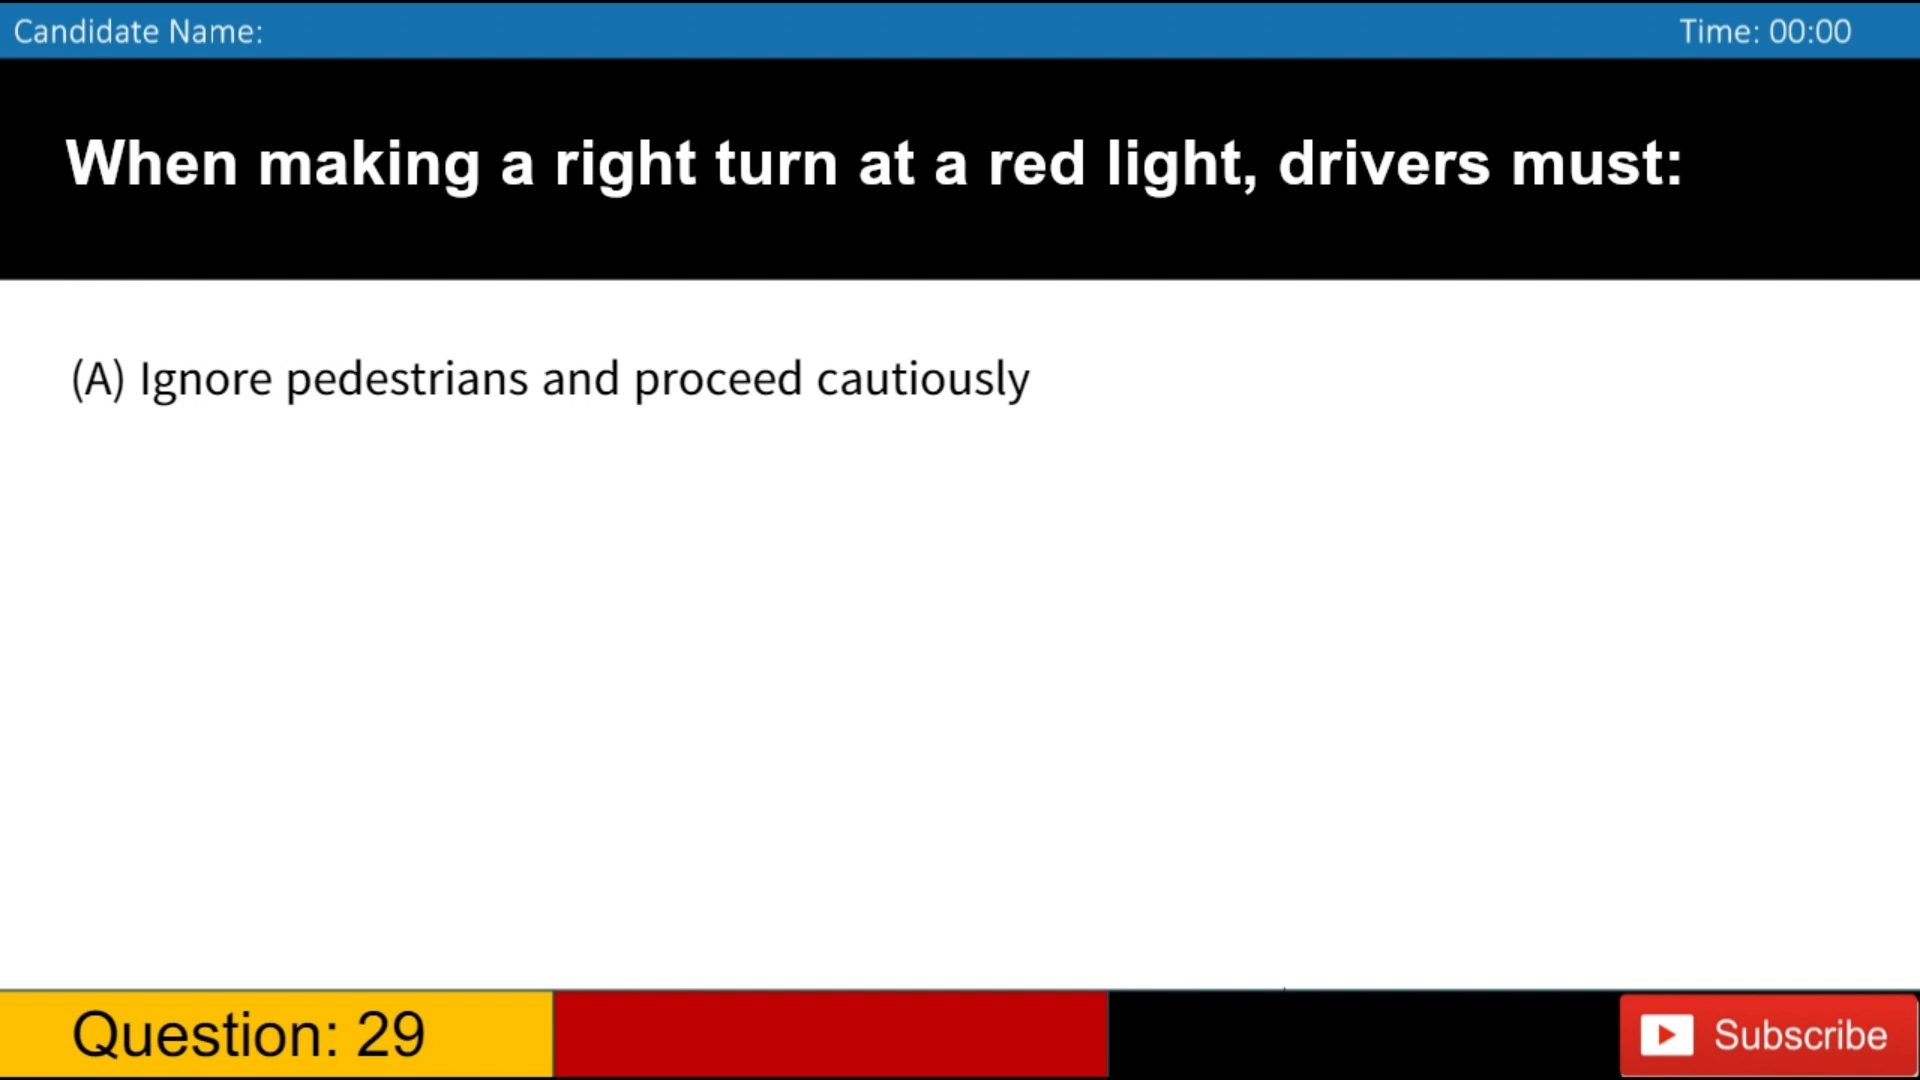 Candidate Name:
Time: 00:00
When making a right turn at a red light, drivers must:
(A) Ignore pedestrians and proceed cautiously
Question: 29
Subscribe